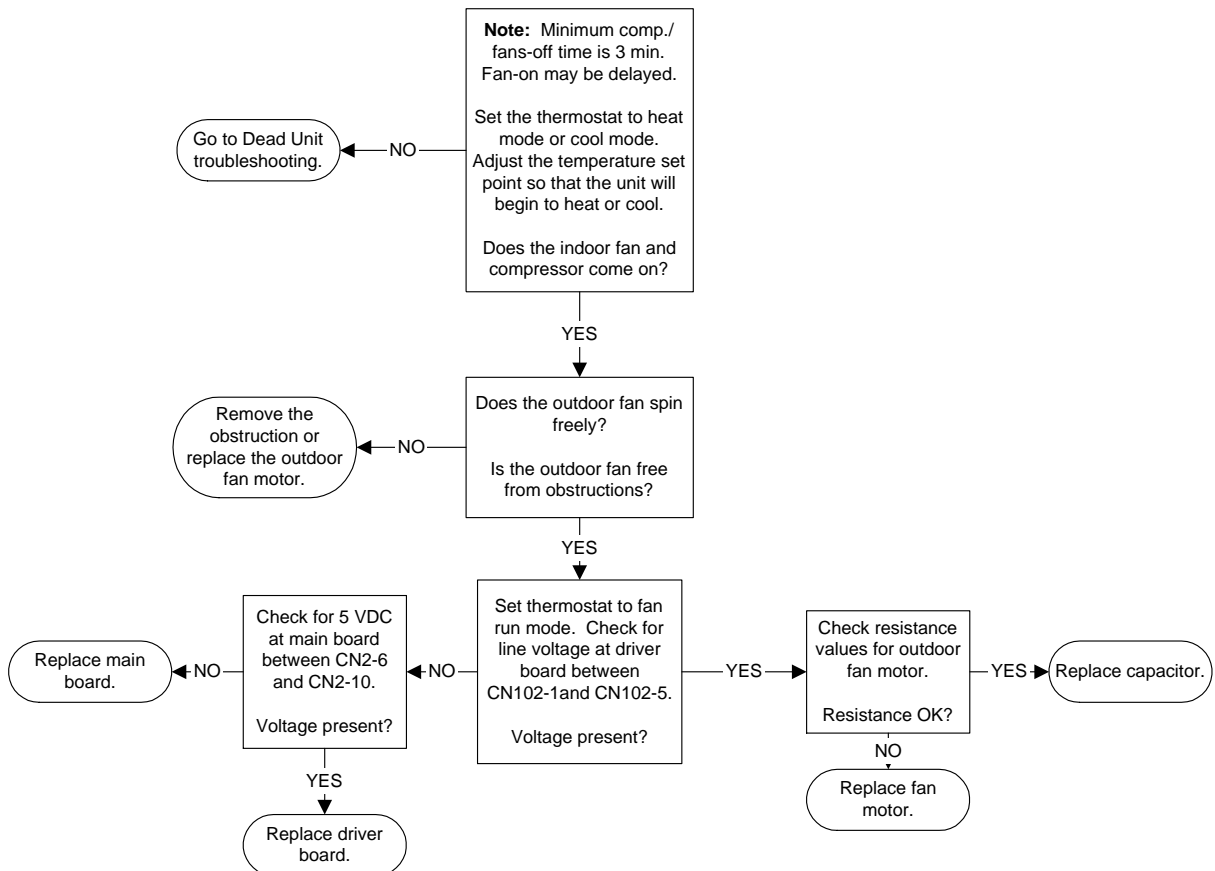 Note: Minimum comp./
fans-off time is 3 min.
Fan-on may be delayed.
Set the thermostat to heat
mode or cool mode.
Adjust the temperature set
point so that the unit will
begin to heat or cool.
Does the indoor fan and
compressor come on?
NO
Go to Dead Unit
troubleshooting.
YES
Does the outdoor fan spin
freely?
Is the outdoor fan free
from obstructions?
NO
Remove the
obstruction or
replace the outdoor
fan motor.
YES
Set thermostat to fan
run mode. Check for
line voltage at driver
board between
CN102-1and CN102-5.
Voltage present?
NO
Check for 5 VDC
at main board
between CN2-6
and CN2-10.
Voltage present?
NO
Replace main
board.
YES
Replace driver
board.
YES
Check resistance
values for outdoor
fan motor.
Resistance OK?
YES
Replace capacitor.
NO
Replace fan
motor.